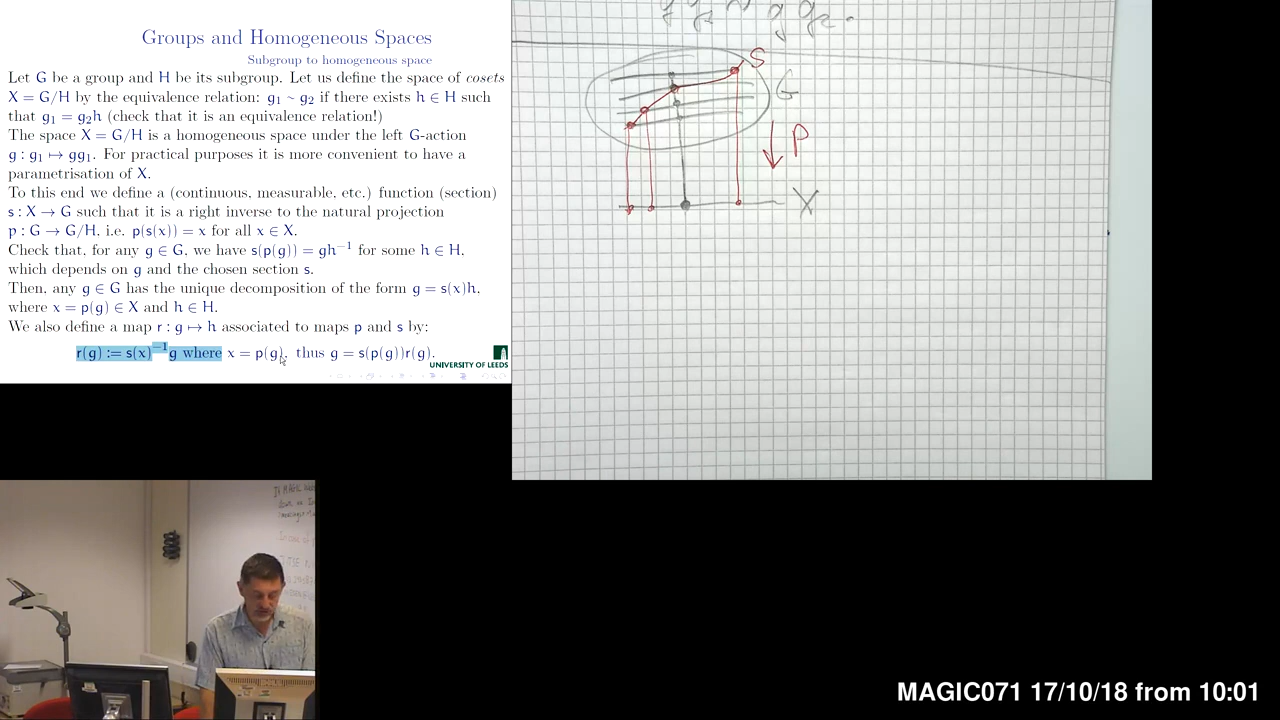 Groups and Homogeneous Spaces
Subgroup to homogeneous space
Let G be a group and H be its subgroup. Let us define the space of cosets
X = G/H by the equivalence relation: g₁ ~ g₂ if there exists h ∈ H such
that g₁ = g₂h (check that it is an equivalence relation!)
The space X = G/H is a homogeneous space under the left G-action
g : g₁ ↦ gg₁. For practical purposes it is more convenient to have a
parametrisation of X.
To this end we define a (continuous, measurable, etc.) function (section)
s : X → G such that it is a right inverse to the natural projection
p : G → G/H, i.e. p(s(x)) = x for all x ∈ X.
Check that, for any g ∈ G, we have s(p(g)) = gh⁻¹ for some h ∈ H,
which depends on g and the chosen section s.
Then, any g ∈ G has the unique decomposition of the form g = s(x)h,
where x = p(g) ∈ X and h ∈ H.
We also define a map r : g ↦ h associated to maps p and s by:
r(g) := s(x)⁻¹g where x = p(g). thus g = s(p(g))r(g).
UNIVERSITY OF LEEDS
S
G
P
X
MAGIC071 17/10/18 from 10:01